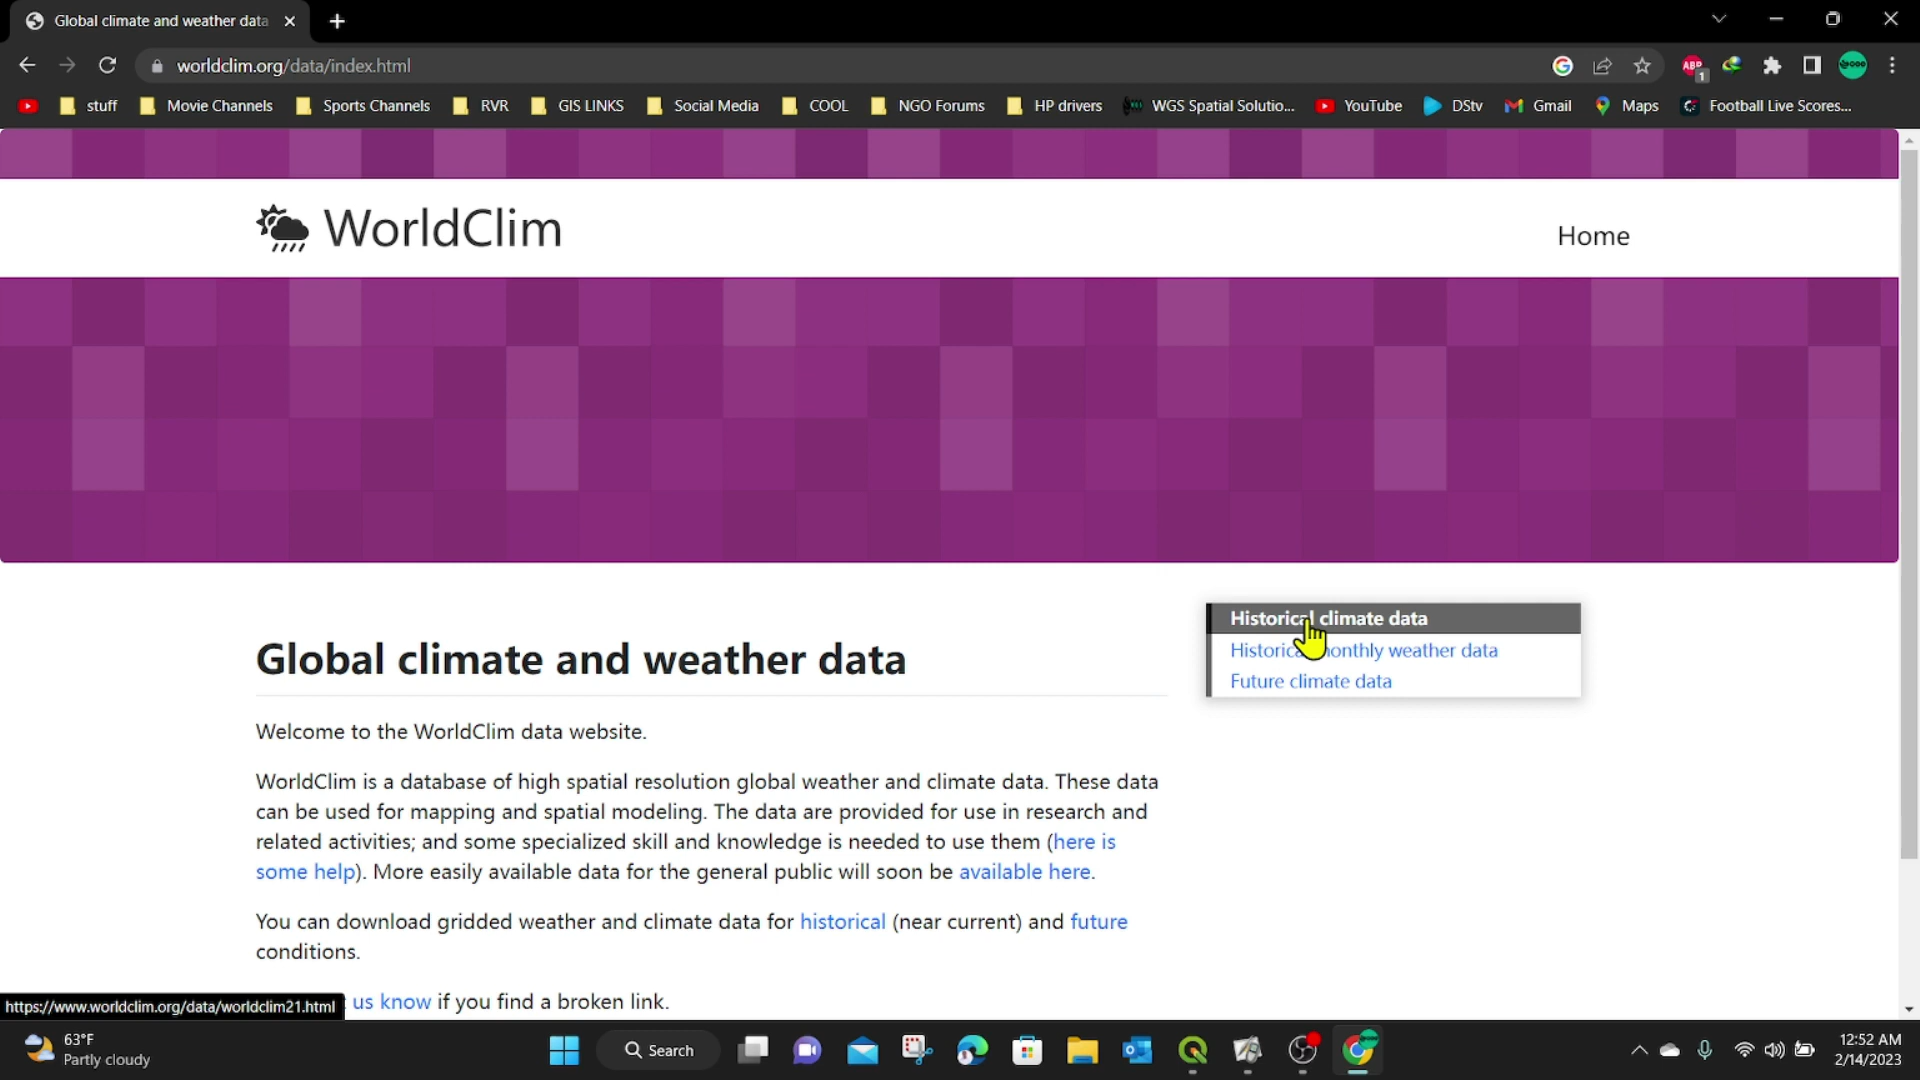 Global climate and weather data
worldclim.org/data/index.html
ABP
1
stuff
Movie Channels
Sports Channels
RVR
GIS LINKS
Social Media
COOL
NGO Forums
HP drivers
WGS Spatial Solutio...
YouTube
DStv
Gmail
Maps
Football Live Scores...
WorldClim
Home
Historical climate data
onthly weather data
Future climate data
Global climate and weather data
Welcome to the WorldClim data website.
WorldClim is a database of high spatial resolution global weather and climate data. These data
can be used for mapping and spatial modeling. The data are provided for use in research and
related activities; and some specialized skill and knowledge is needed to use them (here is
some help). More easily available data for the general public will soon be available here.
You can download gridded weather and climate data for historical (near current) and future
conditions.
us know if you find a broken link.
https://www.worldclim.org/data/worldclim21.html
63°F
Partly cloudy
Search
12:52 AM
2/14/2023